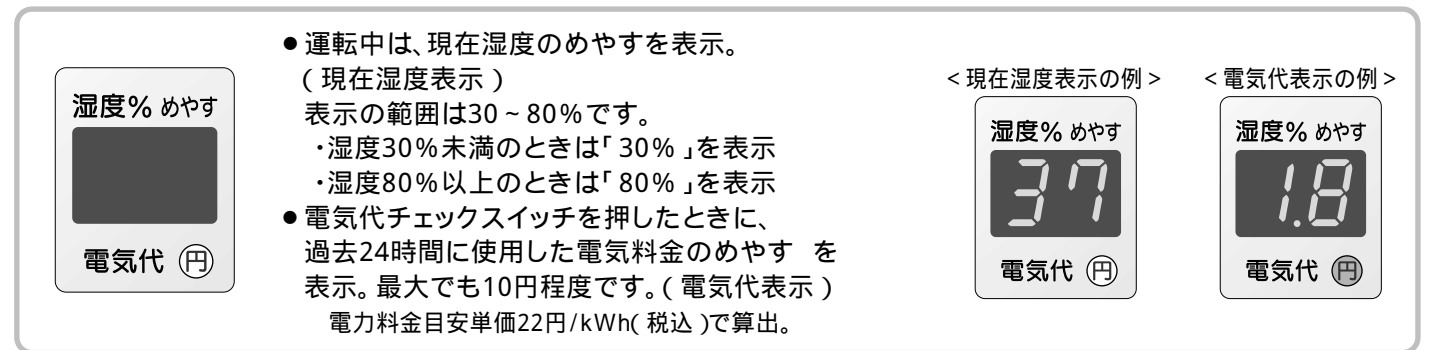 湿度% めやす
電気代 円
●運転中は、現在湿度のめやすを表示。
(現在湿度表示)
表示の範囲は30~80%です。
・湿度30%未満のときは「30%」を表示
・湿度80%以上のときは「80%」を表示
●電気代チェックスイッチを押したときに、
過去24時間に使用した電気料金のめやす を
表示。最大でも10円程度です。(電気代表示)
電力料金目安単価22円/kWh(税込)で算出。
<現在湿度表示の例>
湿度% めやす
37
電気代 円
<電気代表示の例>
湿度% めやす
1.8
電気代 円